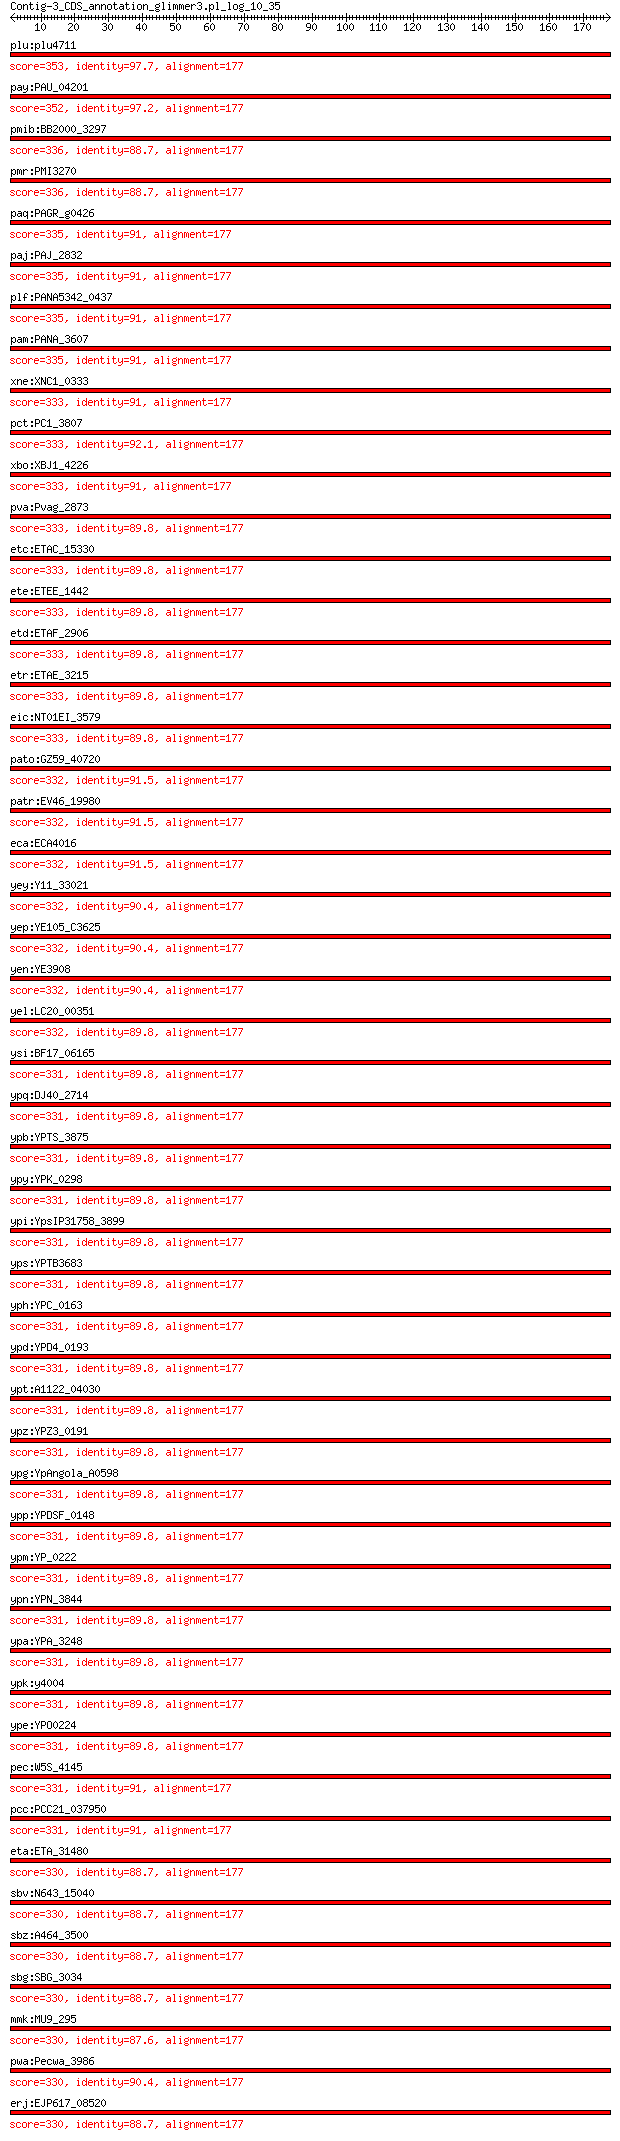 Contig-3_CDS_annotation_glimmer3.pl_log_10_35
10 20 30 40 50 60 70 80 90 100 110 120 130 140 150 160 170
plu:plu4711
score=353, identity=97.7, alignment=177
pay:PAU_04201
score=352, identity=97.2, alignment=177
pmib:BB2000_3297
score=336, identity=88.7, alignment=177
pmr:PMI3270
score=336, identity=88.7, alignment=177
paq:PAGR_g0426
score=335, identity=91, alignment=177
paj:PAJ_2832
score=335, identity=91, alignment=177
plf:PANA5342_0437
score=335, identity=91, alignment=177
pam:PANA_3607
score=335, identity=91, alignment=177
xne:XNC1_0333
score=333, identity=91, alignment=177
pct:PC1_3807
score=333, identity=92.1, alignment=177
xbo:XBJ1_4226
score=333, identity=91, alignment=177
pva:Pvag_2873
score=333, identity=89.8, alignment=177
etc:ETAC_15330
score=333, identity=89.8, alignment=177
ete:ETEE_1442
score=333, identity=89.8, alignment=177
etd:ETAF_2906
score=333, identity=89.8, alignment=177
etr:ETAE_3215
score=333, identity=89.8, alignment=177
eic:NT01EI_3579
score=333, identity=89.8, alignment=177
pato:GZ59_40720
score=332, identity=91.5, alignment=177
patr:EV46_19980
score=332, identity=91.5, alignment=177
eca:ECA4016
score=332, identity=91.5, alignment=177
yey:Y11_33021
score=332, identity=90.4, alignment=177
yep:YE105_C3625
score=332, identity=90.4, alignment=177
yen:YE3908
score=332, identity=90.4, alignment=177
yel:LC20_00351
score=332, identity=89.8, alignment=177
ysi:BF17_06165
score=331, identity=89.8, alignment=177
ypq:DJ40_2714
score=331, identity=89.8, alignment=177
ypb:YPTS_3875
score=331, identity=89.8, alignment=177
ypy:YPK_0298
score=331, identity=89.8, alignment=177
ypi:YpsIP31758_3899
score=331, identity=89.8, alignment=177
yps:YPTB3683
score=331, identity=89.8, alignment=177
yph:YPC_0163
score=331, identity=89.8, alignment=177
ypd:YPD4_0193
score=331, identity=89.8, alignment=177
ypt:A1122_04030
score=331, identity=89.8, alignment=177
ypz:YPZ3_0191
score=331, identity=89.8, alignment=177
ypg:YpAngola_A0598
score=331, identity=89.8, alignment=177
ypp:YPDSF_0148
score=331, identity=89.8, alignment=177
ypm:YP_0222
score=331, identity=89.8, alignment=177
ypn:YPN_3844
score=331, identity=89.8, alignment=177
ypa:YPA_3248
score=331, identity=89.8, alignment=177
ypk:y4004
score=331, identity=89.8, alignment=177
ype:YPO0224
score=331, identity=89.8, alignment=177
pec:W5S_4145
score=331, identity=91, alignment=177
pcc:PCC21_037950
score=331, identity=91, alignment=177
eta:ETA_31480
score=330, identity=88.7, alignment=177
sbv:N643_15040
score=330, identity=88.7, alignment=177
sbz:A464_3500
score=330, identity=88.7, alignment=177
sbg:SBG_3034
score=330, identity=88.7, alignment=177
mmk:MU9_295
score=330, identity=87.6, alignment=177
pwa:Pecwa_3986
score=330, identity=90.4, alignment=177
erj:EJP617_08520
score=330, identity=88.7, alignment=177